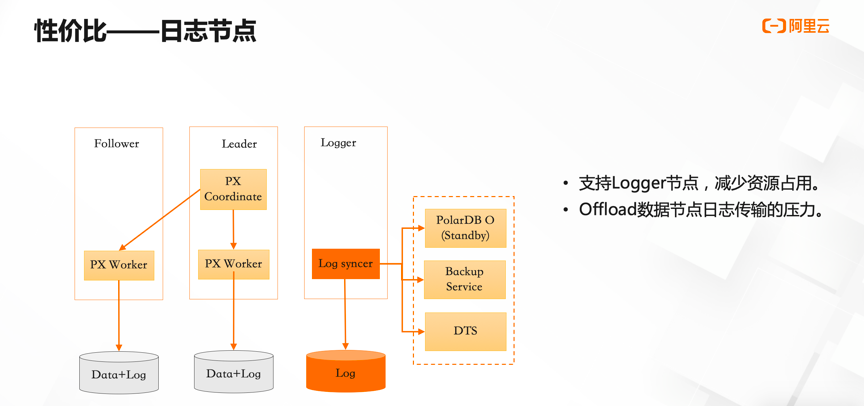 性价比——日志节点
阿里云
Follower
Leader
Logger
PX
Coordinate
PX Worker
PX Worker
Log syncer
PolarDB O
(Standby)
Backup
Service
DTS
Data+Log
Data+Log
Log
• 支持Logger节点，减少资源占用。
• Offload数据节点日志传输的压力。